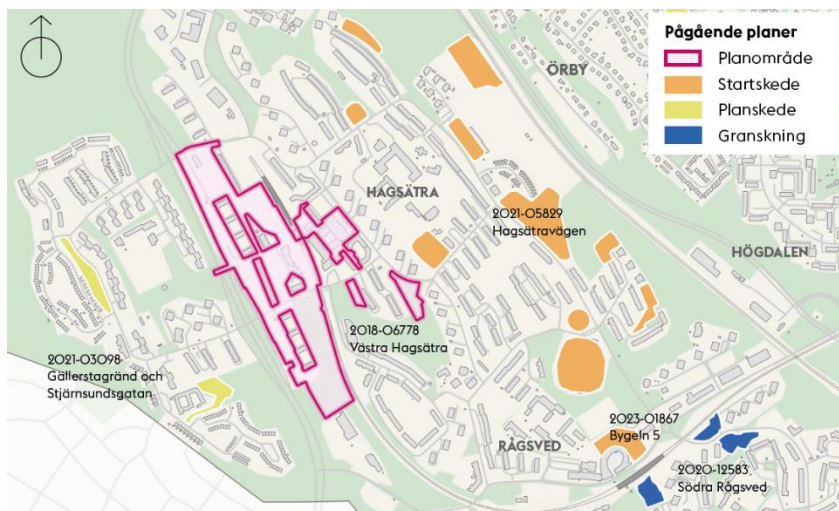 Pågående planer
Planområde
Startskede
Planskede
Granskning
ÖRBY
HAGSÄTRA
2021-05829
Hagsätravägen
HÖGDALEN
2018-06778
Västra Hagsätra
2021-03098
Gällerstagränd och
Stjärnsundsgatan
2023-01867
Bygeln 5
RÅGSVED
2020-12583
Södra Rågsved